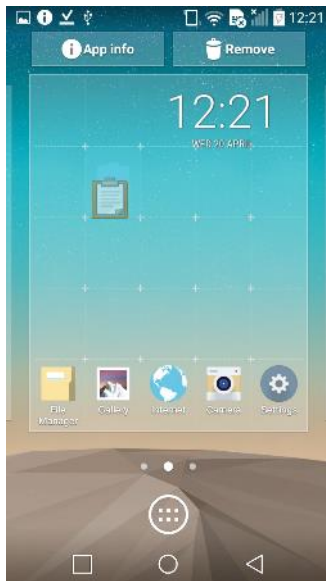 12:21
App info
Remove
12:21
WED 20 APRIL
File Manager
Gallery
Internet
Camera
Settings